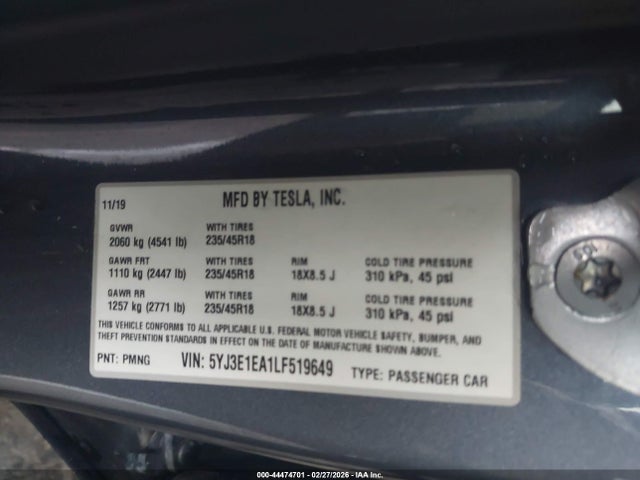 11/19 MFD BY TESLA, INC.
GVWR WITH TIRES
2060 kg (4541 lb) 235/45R18
GAWR FRT WITH TIRES RIM COLD TIRE PRESSURE
1110 kg (2447 lb) 235/45R18 18X8.5 J 310 kPa, 45 psi
GAWR RR WITH TIRES RIM COLD TIRE PRESSURE
1257 kg (2771 lb) 235/45R18 18X8.5 J 310 kPa, 45 psi
THIS VEHICLE CONFORMS TO ALL APPLICABLE U.S. FEDERAL MOTOR VEHICLE SAFETY, BUMPER, AND
THEFT PREVENTION STANDARDS IN EFFECT ON THE DATE OF MANUFACTURE SHOWN ABOVE.
PNT: PMNG VIN: 5YJ3E1EA1LF519649 TYPE: PASSENGER CAR
000-44474701 - 02/27/2026 - IAA Inc.